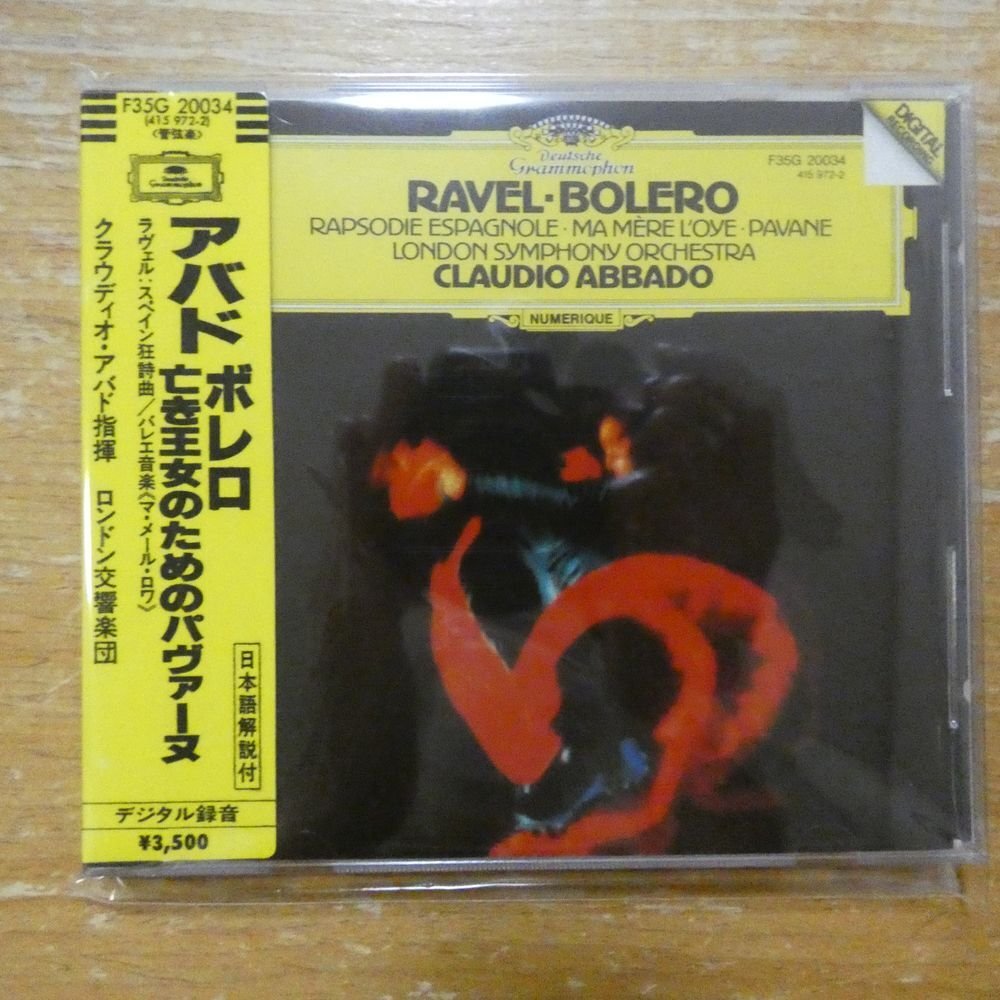 F35G 20034
(415 972-2)
〈管弦楽〉
Deutsche
Grammophon
アバド ボレロ
亡き王女のためのパヴァーヌ
ラヴェル:スペイン狂詩曲/バレエ音楽《マ・メール・ロワ》
クラウディオ・アバド指揮 ロンドン交響楽団
日本語解説付
デジタル録音
¥3,500
Deutsche
Grammophon
F35G 20034
415 972-2
DIGITAL
RECORDING
RAVEL·BOLERO
RAPSODIE ESPAGNOLE · MA MÈRE L'OYE · PAVANE
LONDON SYMPHONY ORCHESTRA
CLAUDIO ABBADO
NUMERIQUE